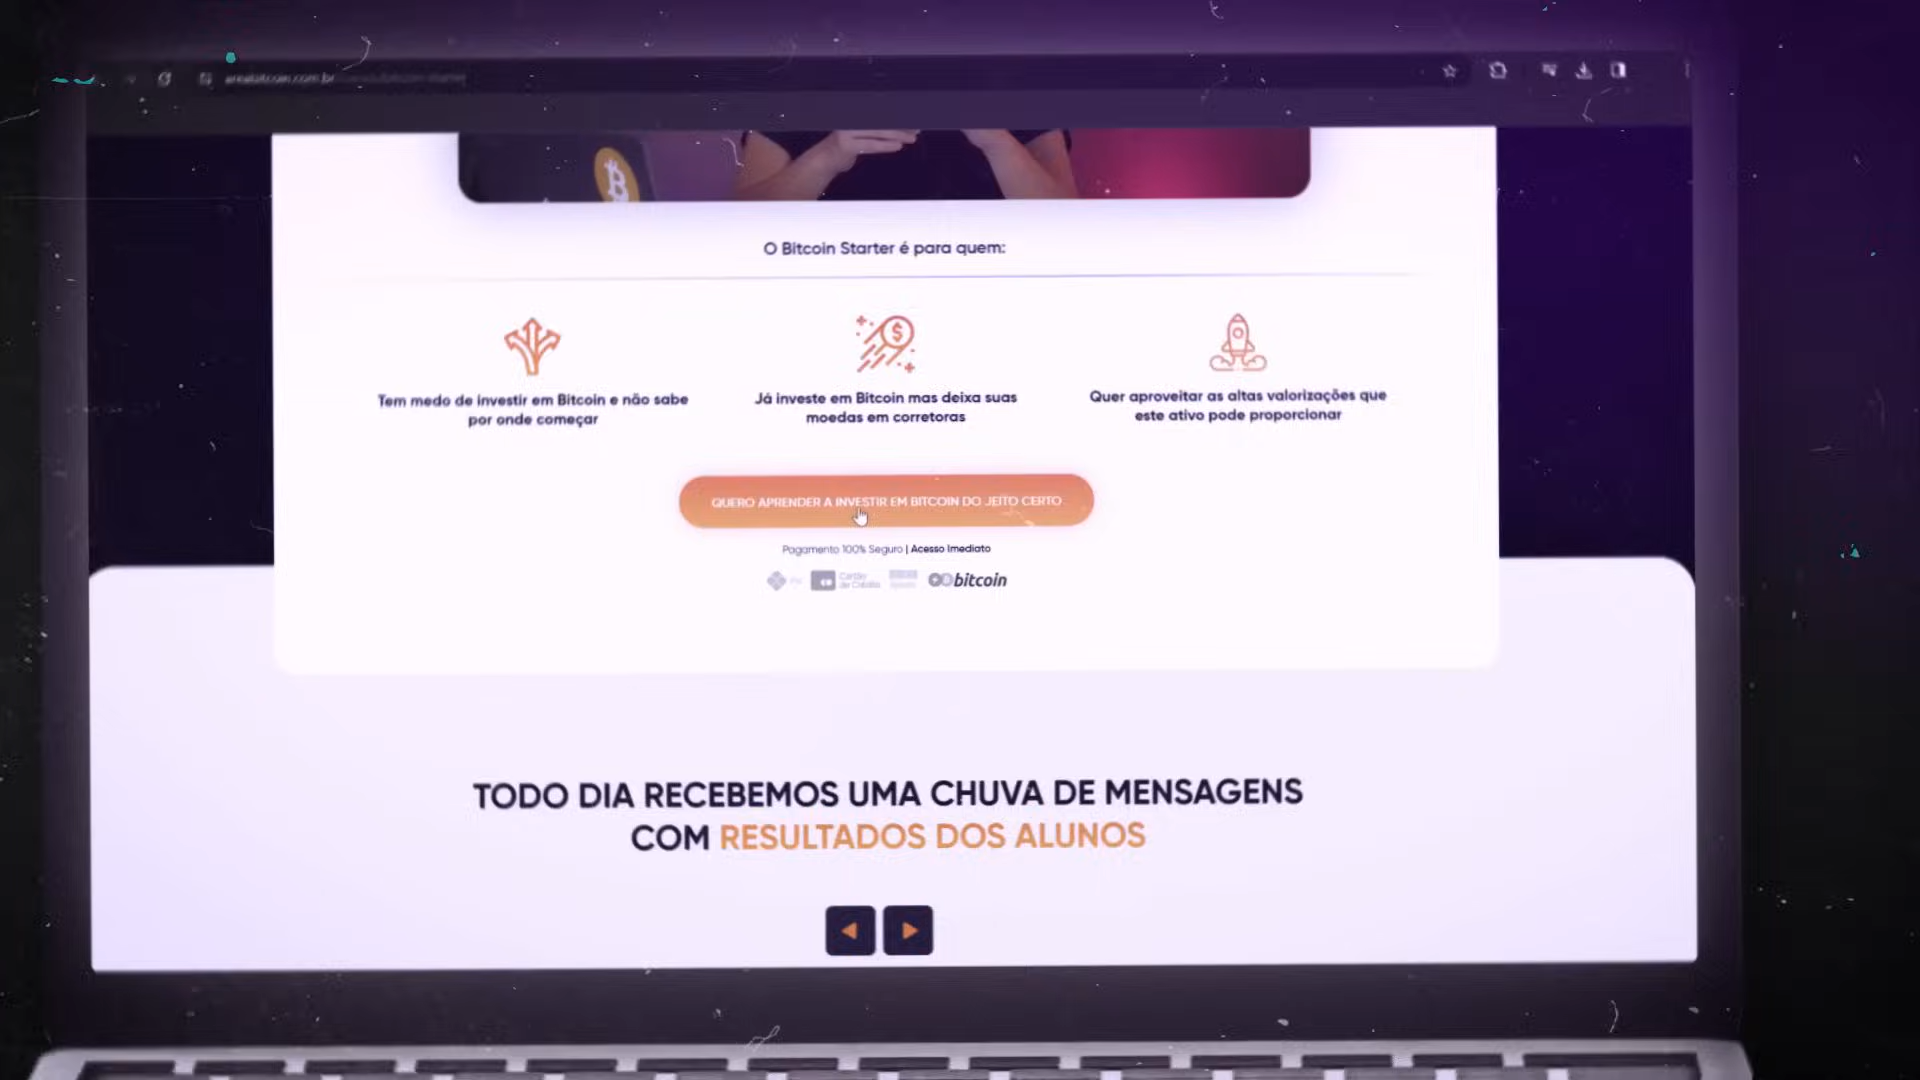 O Bitcoin Starter é para quem:
Tem medo de investir em Bitcoin e não sabe
por onde começar
Já investe em Bitcoin mas deixa suas
moedas em corretoras
Quer aproveitar as altas valorizações que
este ativo pode proporcionar
QUERO APRENDER A INVESTIR EM BITCOIN DO JEITO CERTO
Pagamento 100% Seguro | Acesso Imediato
Cartão
de Crédito
bitcoin
TODO DIA RECEBEMOS UMA CHUVA DE MENSAGENS
COM RESULTADOS DOS ALUNOS